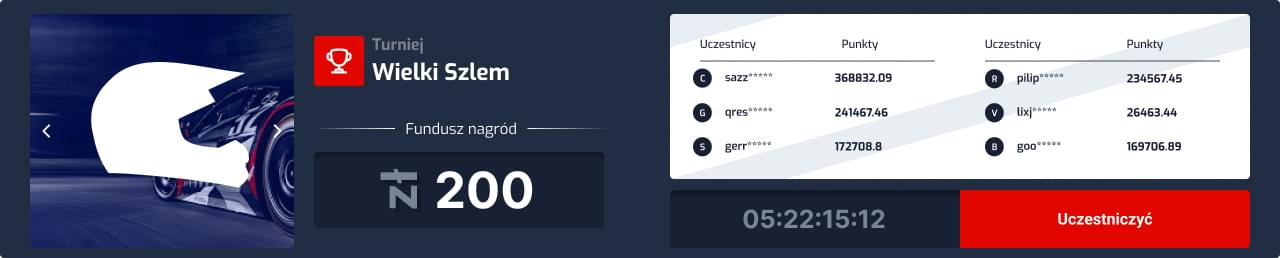 Turniej
Wielki Szlem
Fundusz nagród
zł 200
Uczestnicy Punkty
C sazz***** 368832.09
G qres***** 241467.46
S gerr***** 172708.8
Uczestnicy Punkty
R pilip***** 234567.45
V lixj***** 26463.44
B goo***** 169706.89
05:22:15:12
Uczestniczyć